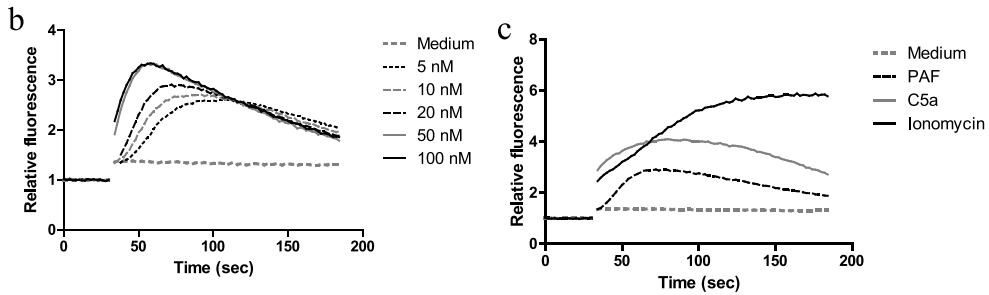 b
Relative fluorescence
4
3
2
1
0
0 50 100 150 200
Time (sec)
Medium
5 nM
10 nM
20 nM
50 nM
100 nM
c
Relative fluorescence
8
6
4
2
0
0 50 100 150 200
Time (sec)
Medium
PAF
C5a
Ionomycin